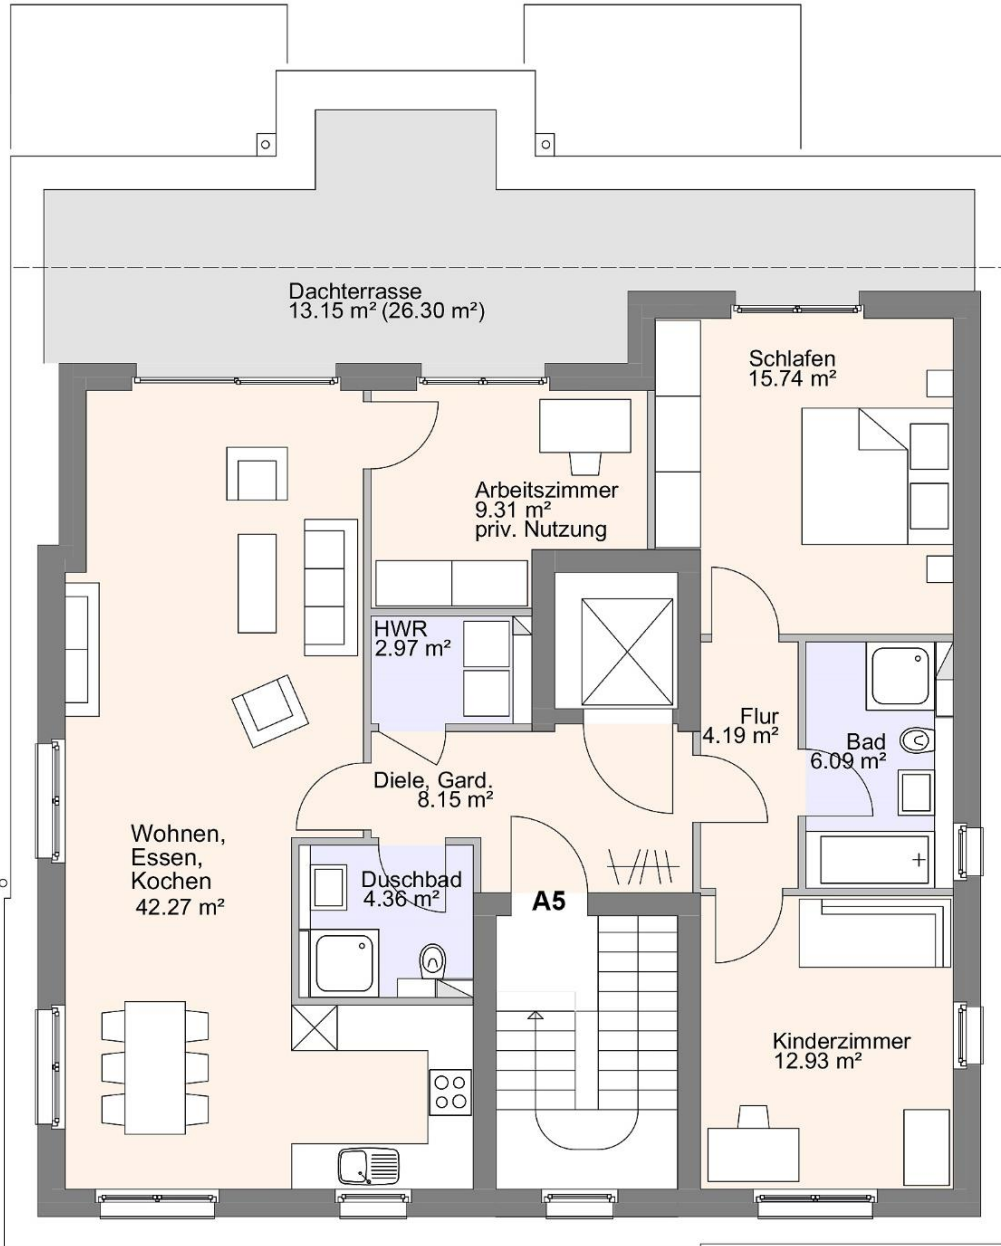 Dachterrasse
13.15 m² (26.30 m²)
Schlafen
15.74 m²
Arbeitszimmer
9.31 m²
priv. Nutzung
HWR
2.97 m²
Flur
4.19 m²
Bad
6.09 m²
Diele, Gard.
8.15 m²
Wohnen,
Essen,
Kochen
42.27 m²
Duschbad
4.36 m²
A5
Kinderzimmer
12.93 m²